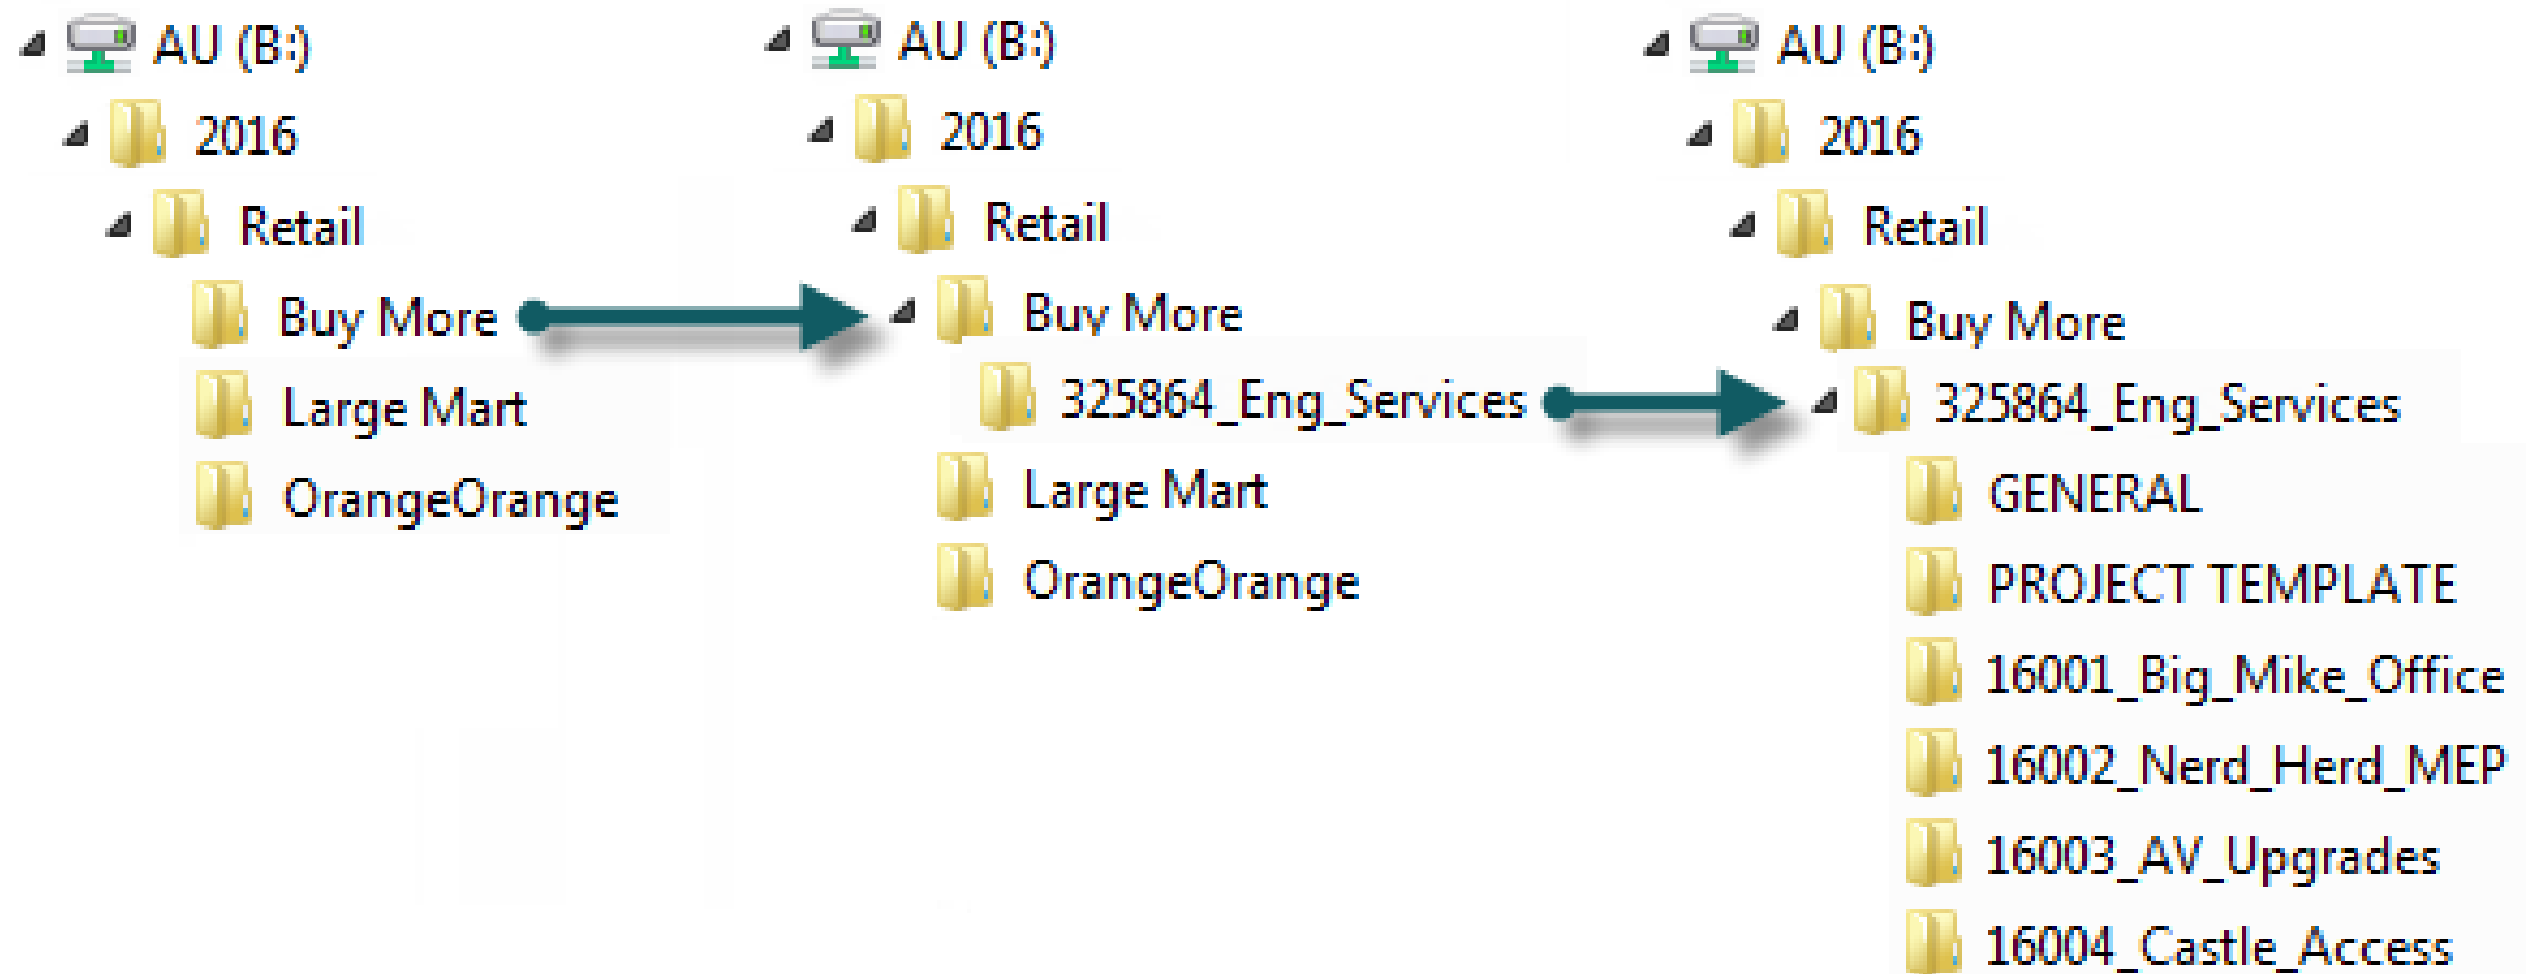 AU (B:)
2016
Retail
Buy More
Large Mart
OrangeOrange
AU (B:)
2016
Retail
Buy More
325864_Eng_Services
Large Mart
OrangeOrange
AU (B:)
2016
Retail
Buy More
325864_Eng_Services
GENERAL
PROJECT TEMPLATE
16001_Big_Mike_Office
16002_Nerd_Herd_MEP
16003_AV_Upgrades
16004_Castle_Access